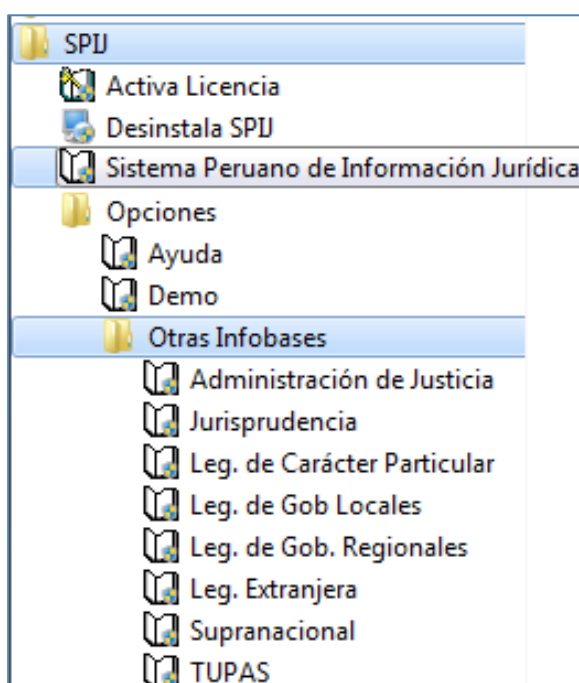 SPIJ
Activa Licencia
Desinstala SPIJ
Sistema Peruano de Información Jurídica
Opciones
Ayuda
Demo
Otras Infobases
Administración de Justicia
Jurisprudencia
Leg. de Carácter Particular
Leg. de Gob Locales
Leg. de Gob. Regionales
Leg. Extranjera
Supranacional
TUPAS